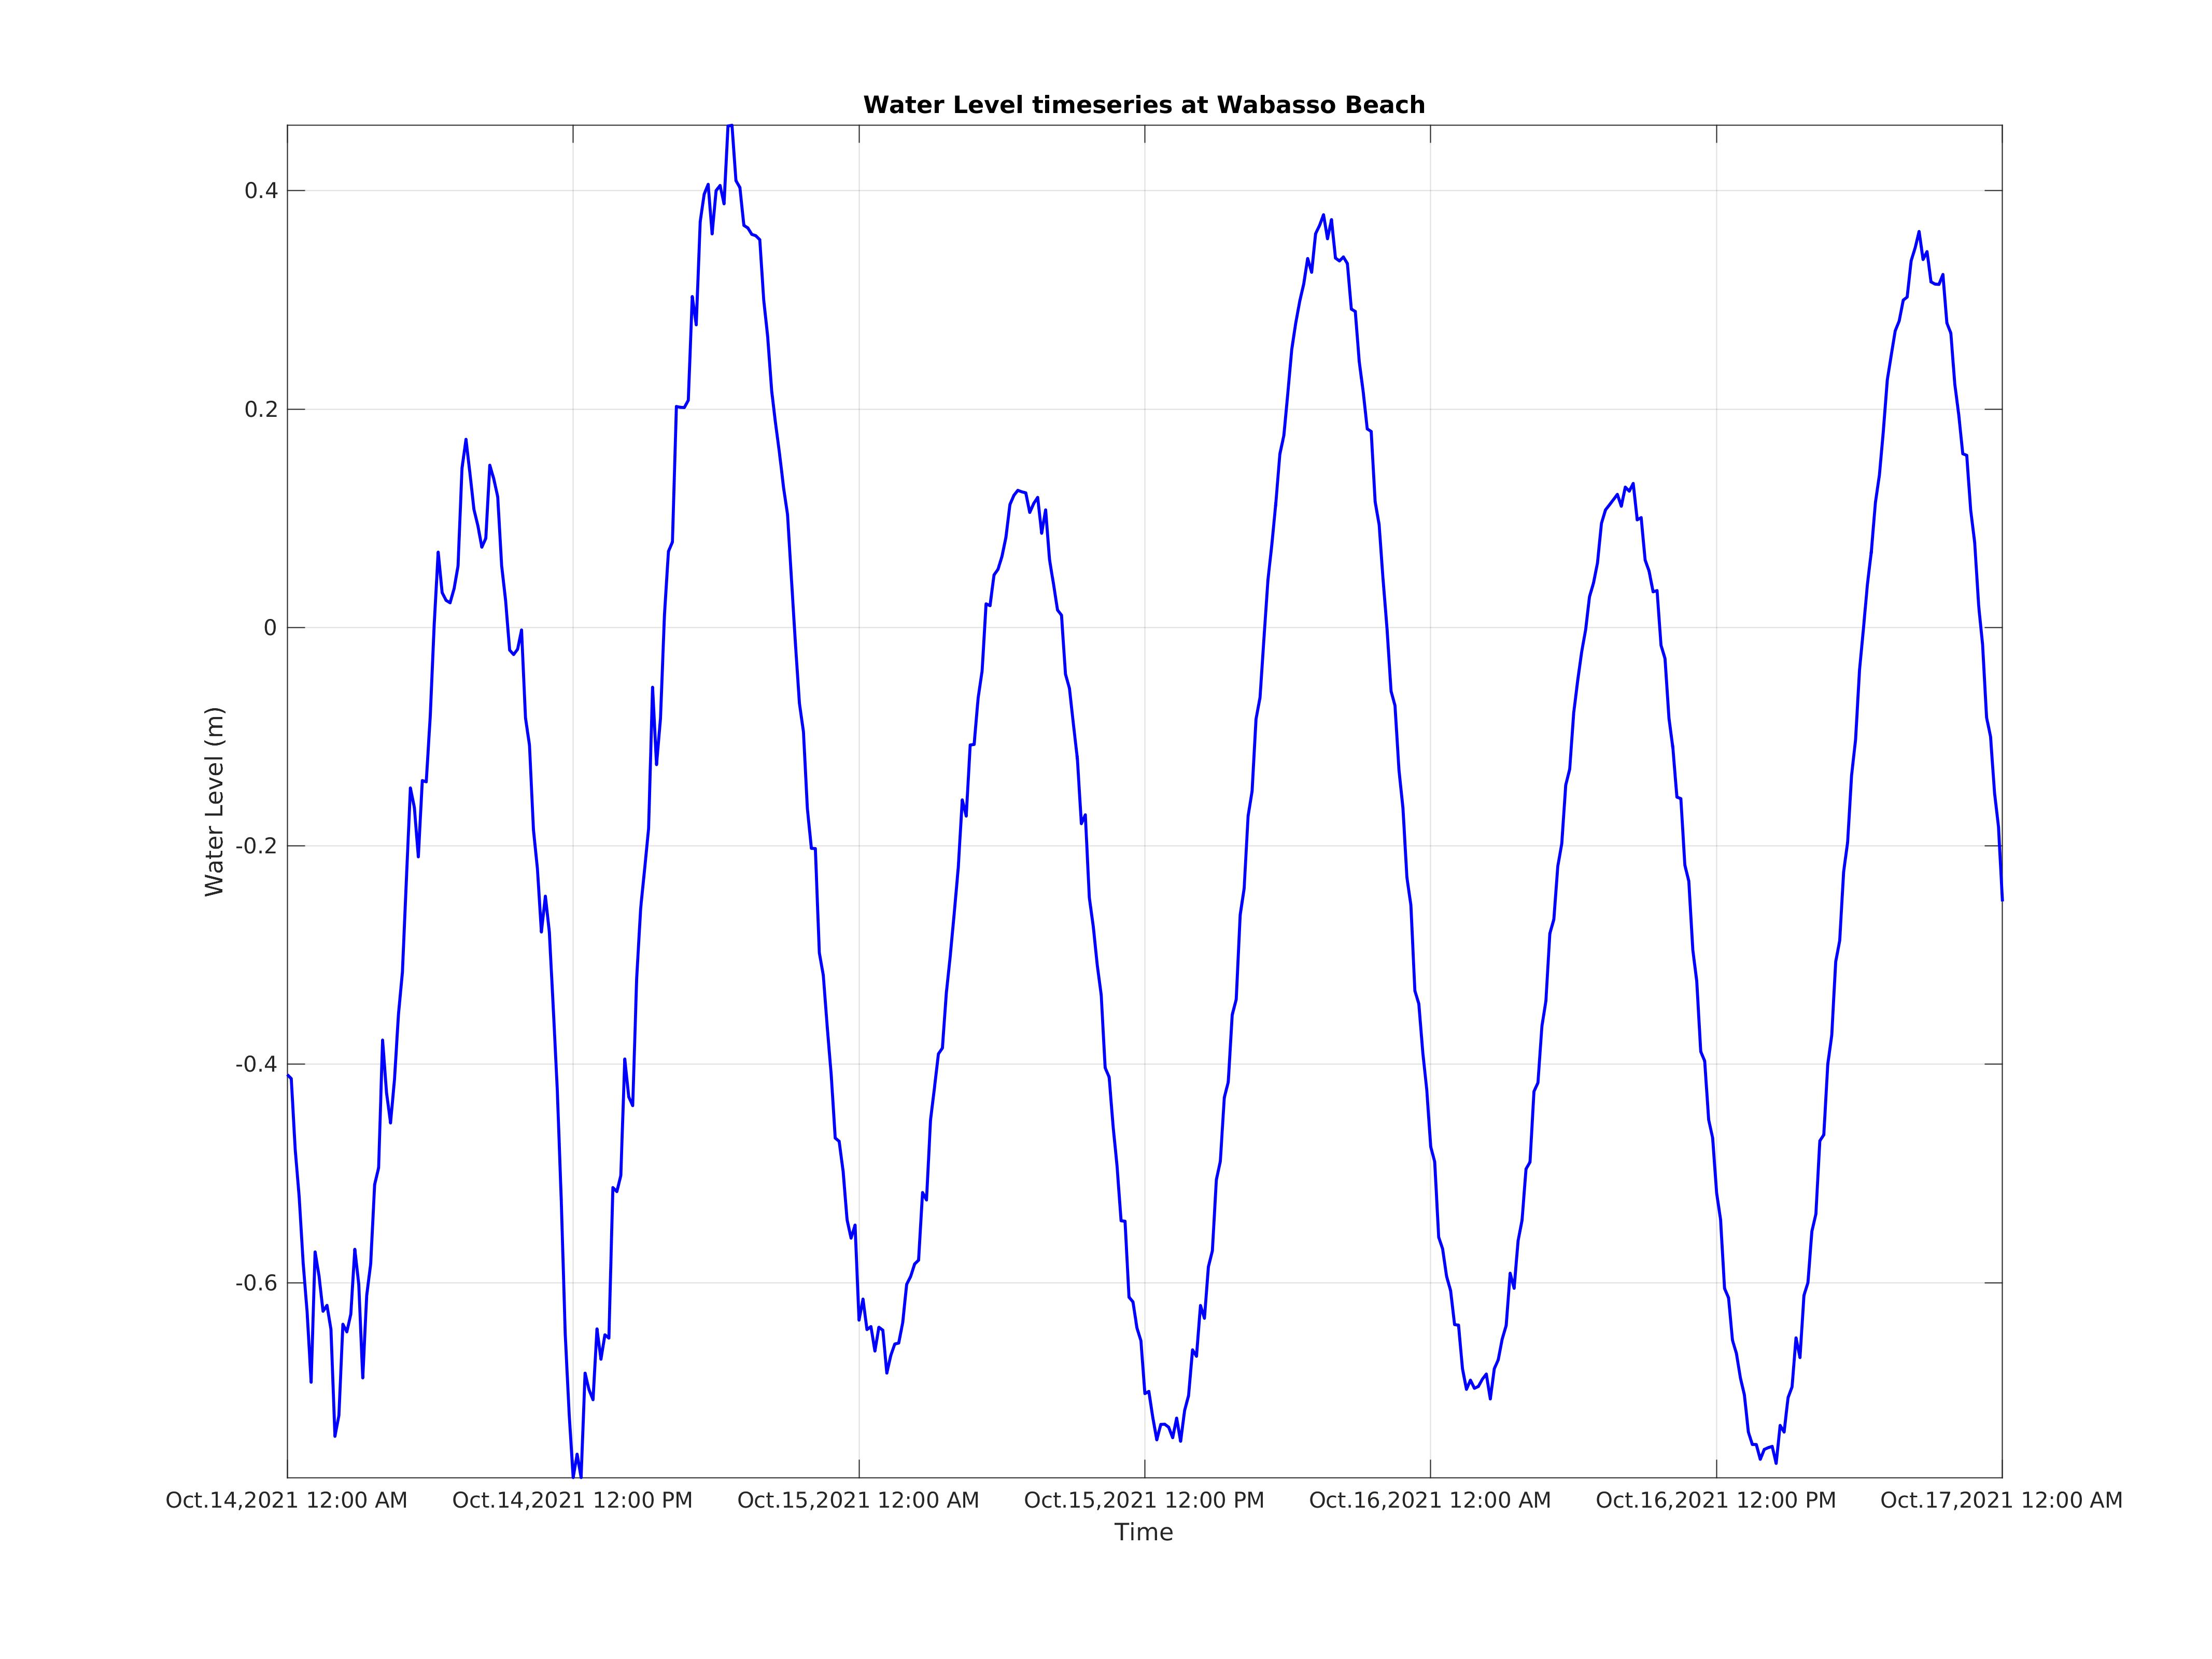 Water Level timeseries at Wabasso Beach
0.4
0.2
0
-0.2
-0.4
-0.6
Water Level (m)
Oct.14,2021 12:00 AM
Oct.14,2021 12:00 PM
Oct.15,2021 12:00 AM
Oct.15,2021 12:00 PM
Oct.16,2021 12:00 AM
Oct.16,2021 12:00 PM
Oct.17,2021 12:00 AM
Time